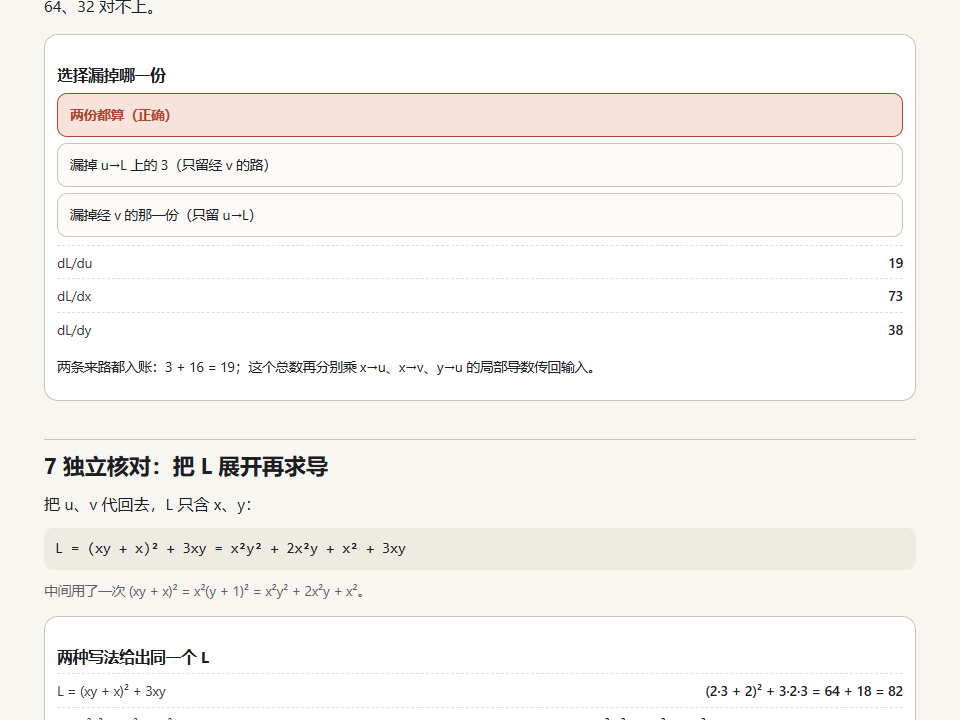 64、32 对不上。
选择漏掉哪一份
两份都算（正确）
漏掉 u→L 上的 3（只留经 v 的路）
漏掉经 v 的那一份（只留 u→L）
dL/du 19
dL/dx 73
dL/dy 38
两条来路都入账：3 + 16 = 19；这个总数再分别乘 x→u、x→v、y→u 的局部导数传回输入。
7 独立核对：把 L 展开再求导
把 u、v 代回去，L 只含 x、y：
L = (xy + x)² + 3xy = x²y² + 2x²y + x² + 3xy
中间用了一次 (xy + x)² = x²(y + 1)² = x²y² + 2x²y + x²。
两种写法给出同一个 L
L = (xy + x)² + 3xy (2·3 + 2)² + 3·2·3 = 64 + 18 = 82